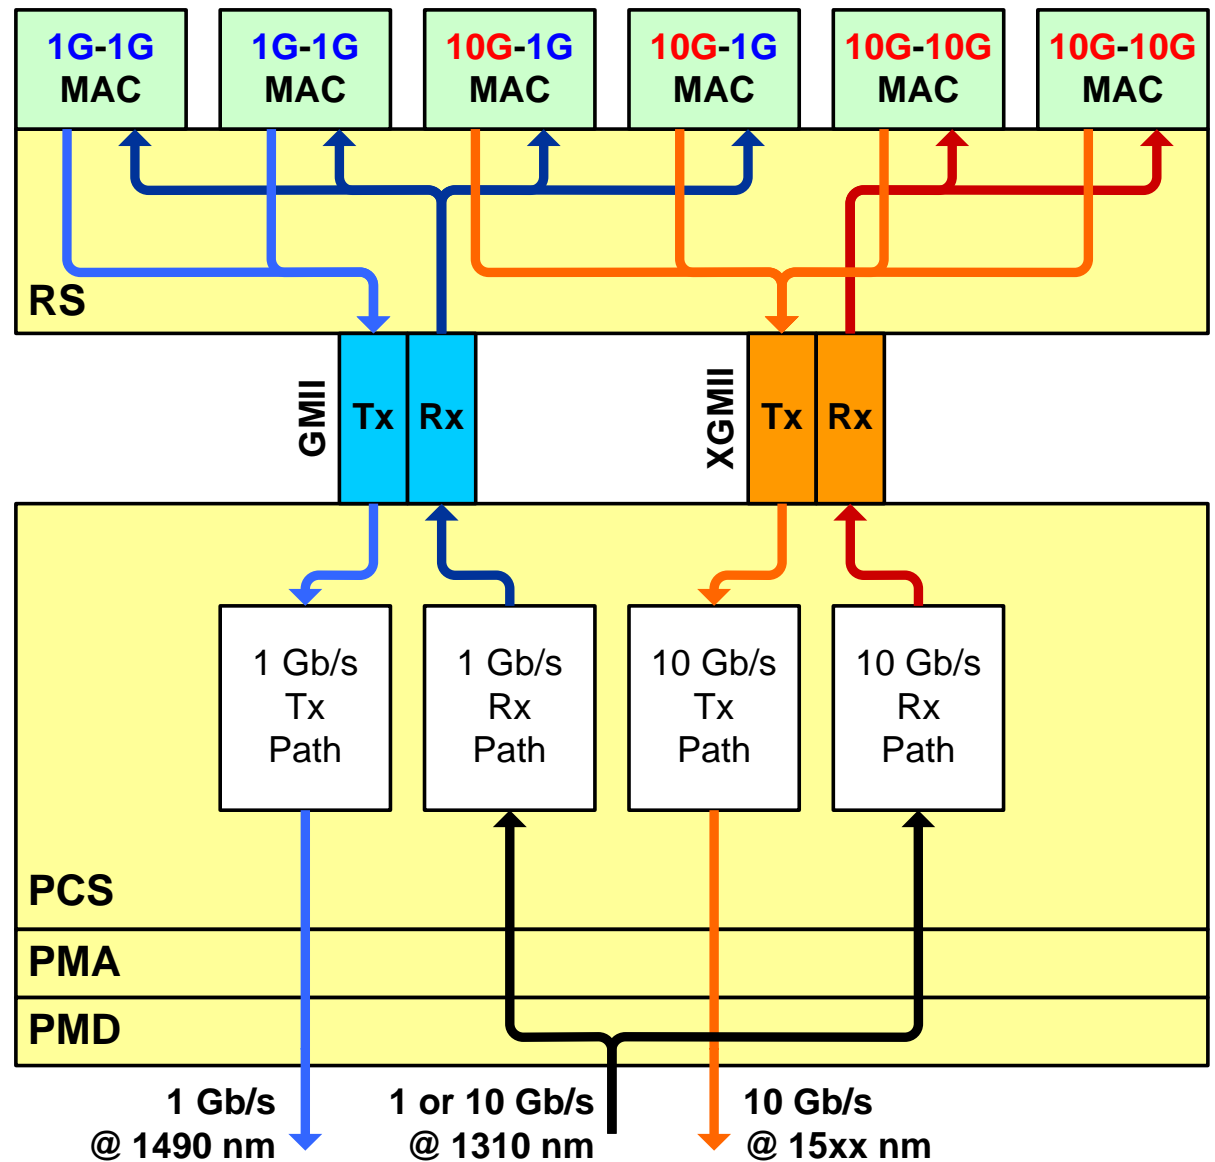 1G-1G
MAC
1G-1G
MAC
10G-1G
MAC
10G-1G
MAC
10G-10G
MAC
10G-10G
MAC
RS
GMII
Tx
Rx
XGMII
Tx
Rx
1 Gb/s
Tx
Path
1 Gb/s
Rx
Path
10 Gb/s
Tx
Path
10 Gb/s
Rx
Path
PCS
PMA
PMD
1 Gb/s
@ 1490 nm
1 or 10 Gb/s
@ 1310 nm
10 Gb/s
@ 15xx nm